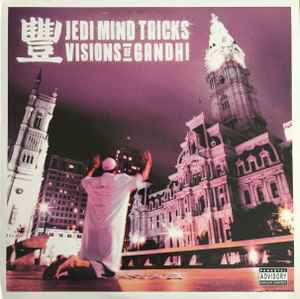 豐
JEDI MIND TRICKS
VISIONS OF GANDHI
PARENTAL
ADVISORY
EXPLICIT CONTENT